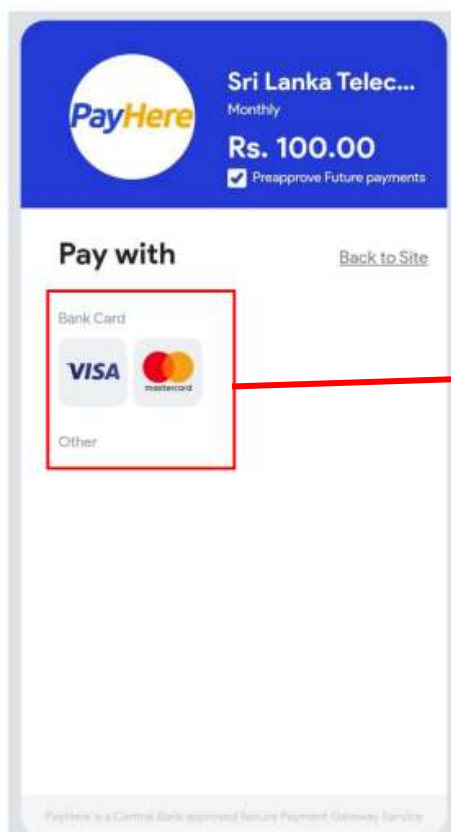 PayHere
Sri Lanka Telec...
Monthly
Rs. 100.00
Preapprove Future payments
Pay with
Back to Site
Bank Card
VISA
mastercard
Other
PayHere is a Central Bank approved Secure Payment Gateway Service